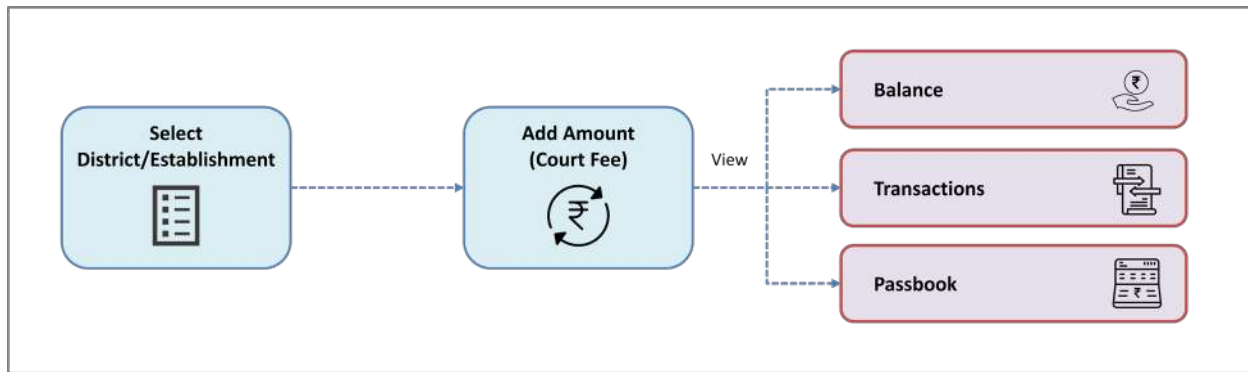 Select
District/Establishment
Add Amount
(Court Fee)
₹
View
Balance
₹
Transactions
Passbook
₹